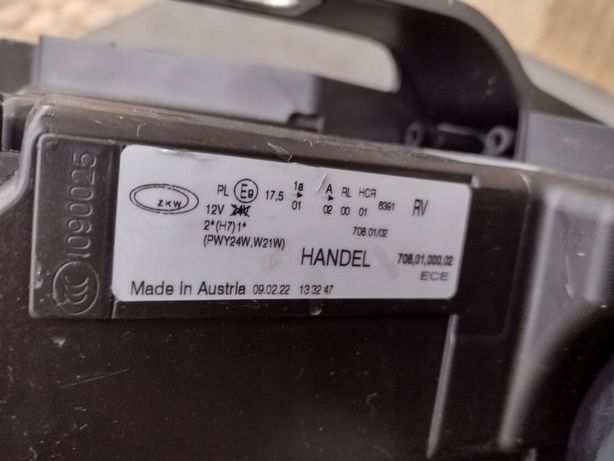 1090025
ZKW
PL E8 17.5 1a A RL HCR 6391 RV
01 02 00 01
12V
2*(H7)1*
708 01/02
(PWY24W,W21W)
HANDEL
708,01,000,02
ECE
Made in Austria 09.02.22 13:32:47